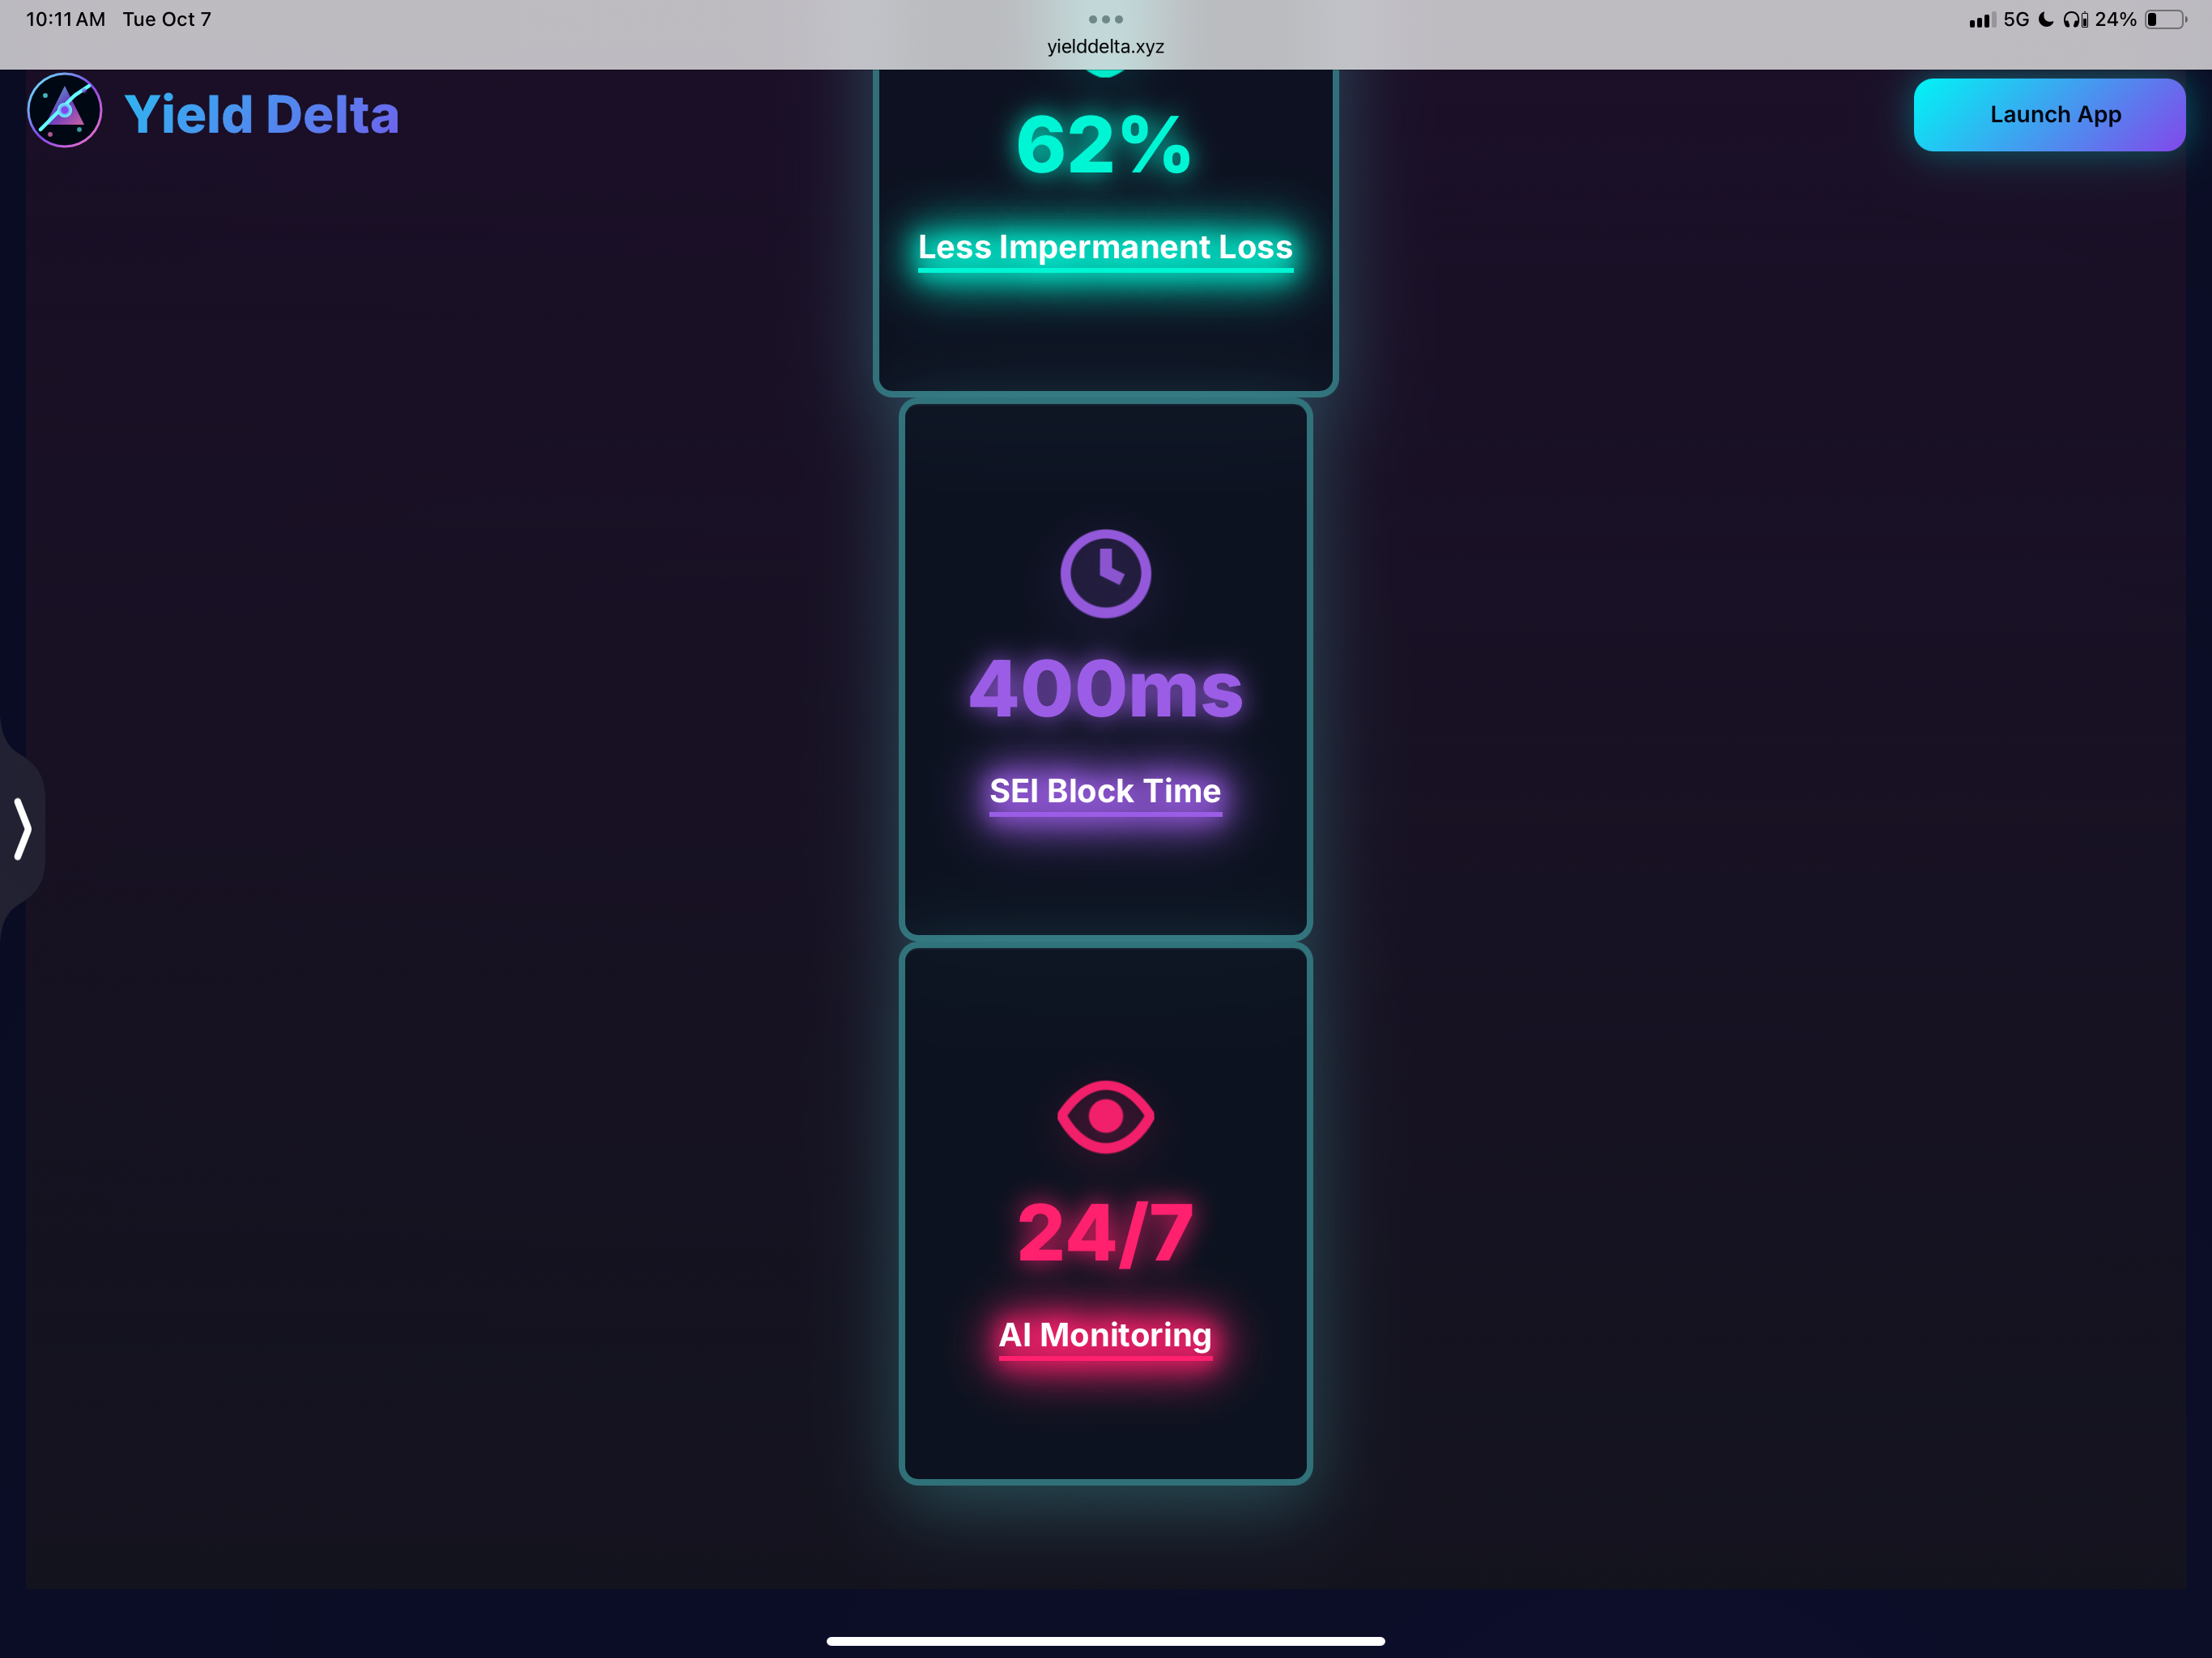 10:11 AM Tue Oct 7
5G 24%
yielddelta.xyz
Yield Delta
Launch App
62%
Less Impermanent Loss
400ms
SEI Block Time
24/7
AI Monitoring